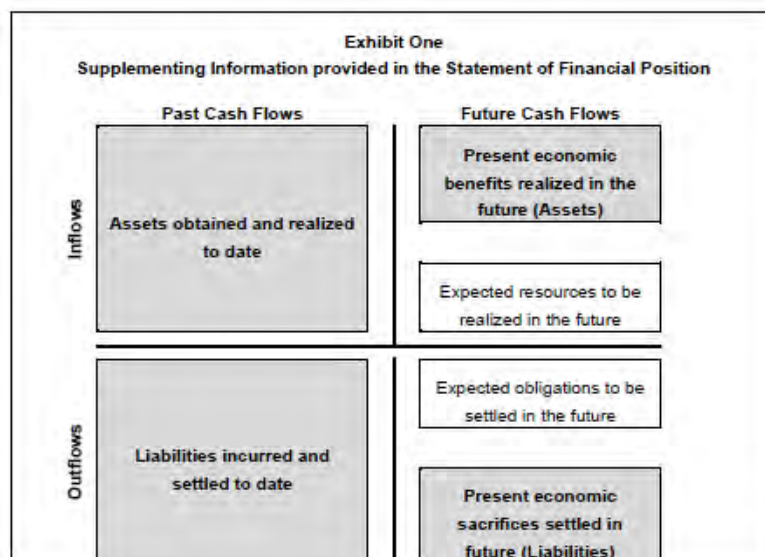 Exhibit One
Supplementing Information provided in the Statement of Financial Position
Past Cash Flows
Future Cash Flows
Inflows
Assets obtained and realized
to date
Present economic
benefits realized in the
future (Assets)
Expected resources to be
realized in the future
Outflows
Liabilities incurred and
settled to date
Expected obligations to be
settled in the future
Present economic
sacrifices settled in
future (Liabilities)